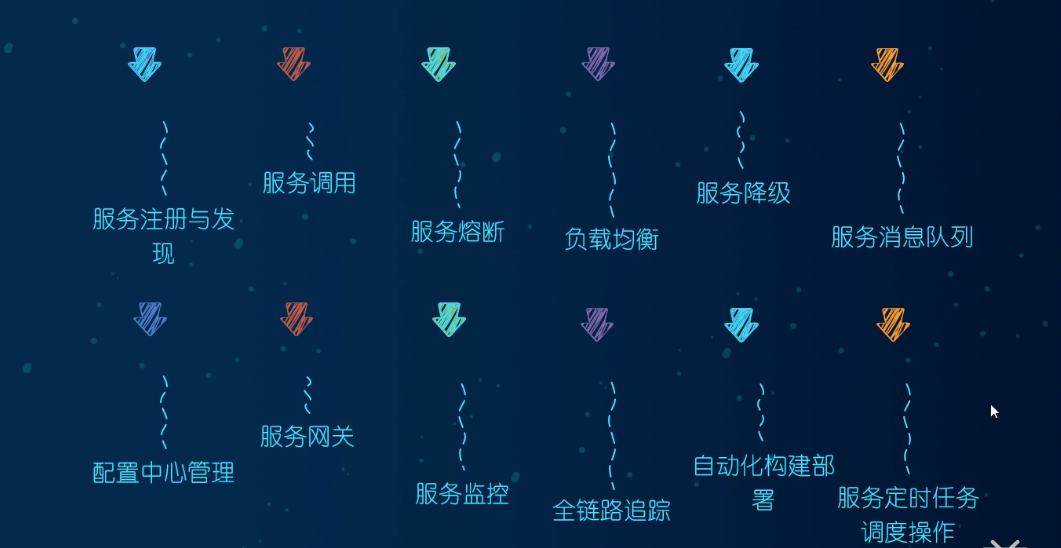 服务注册与发
现
服务调用
服务熔断
负载均衡
服务降级
服务消息队列
配置中心管理
服务网关
服务监控
全链路追踪
自动化构建部
署
服务定时任务
调度操作